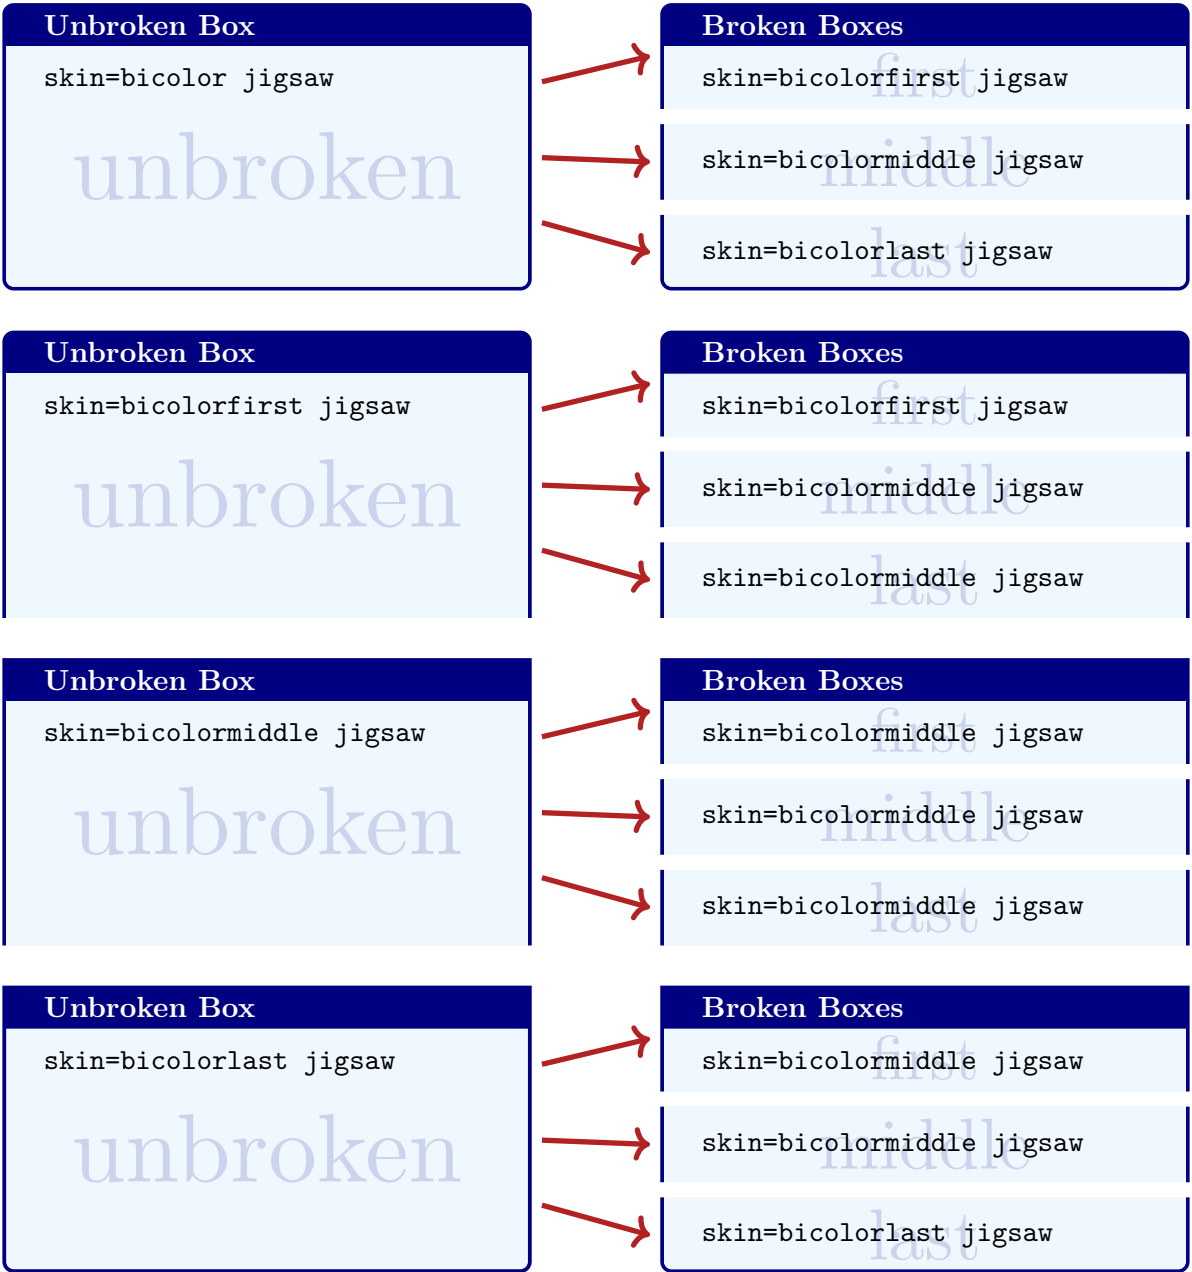 Unbroken Box
skin=bicolor jigsaw
unbroken
Broken Boxes
first
skin=bicolorfirst jigsaw
middle
skin=bicolormiddle jigsaw
last
skin=bicolorlast jigsaw
Unbroken Box
skin=bicolorfirst jigsaw
unbroken
Broken Boxes
first
skin=bicolorfirst jigsaw
middle
skin=bicolormiddle jigsaw
last
skin=bicolormiddle jigsaw
Unbroken Box
skin=bicolormiddle jigsaw
unbroken
Broken Boxes
first
skin=bicolormiddle jigsaw
middle
skin=bicolormiddle jigsaw
last
skin=bicolormiddle jigsaw
Unbroken Box
skin=bicolorlast jigsaw
unbroken
Broken Boxes
first
skin=bicolormiddle jigsaw
middle
skin=bicolormiddle jigsaw
last
skin=bicolorlast jigsaw